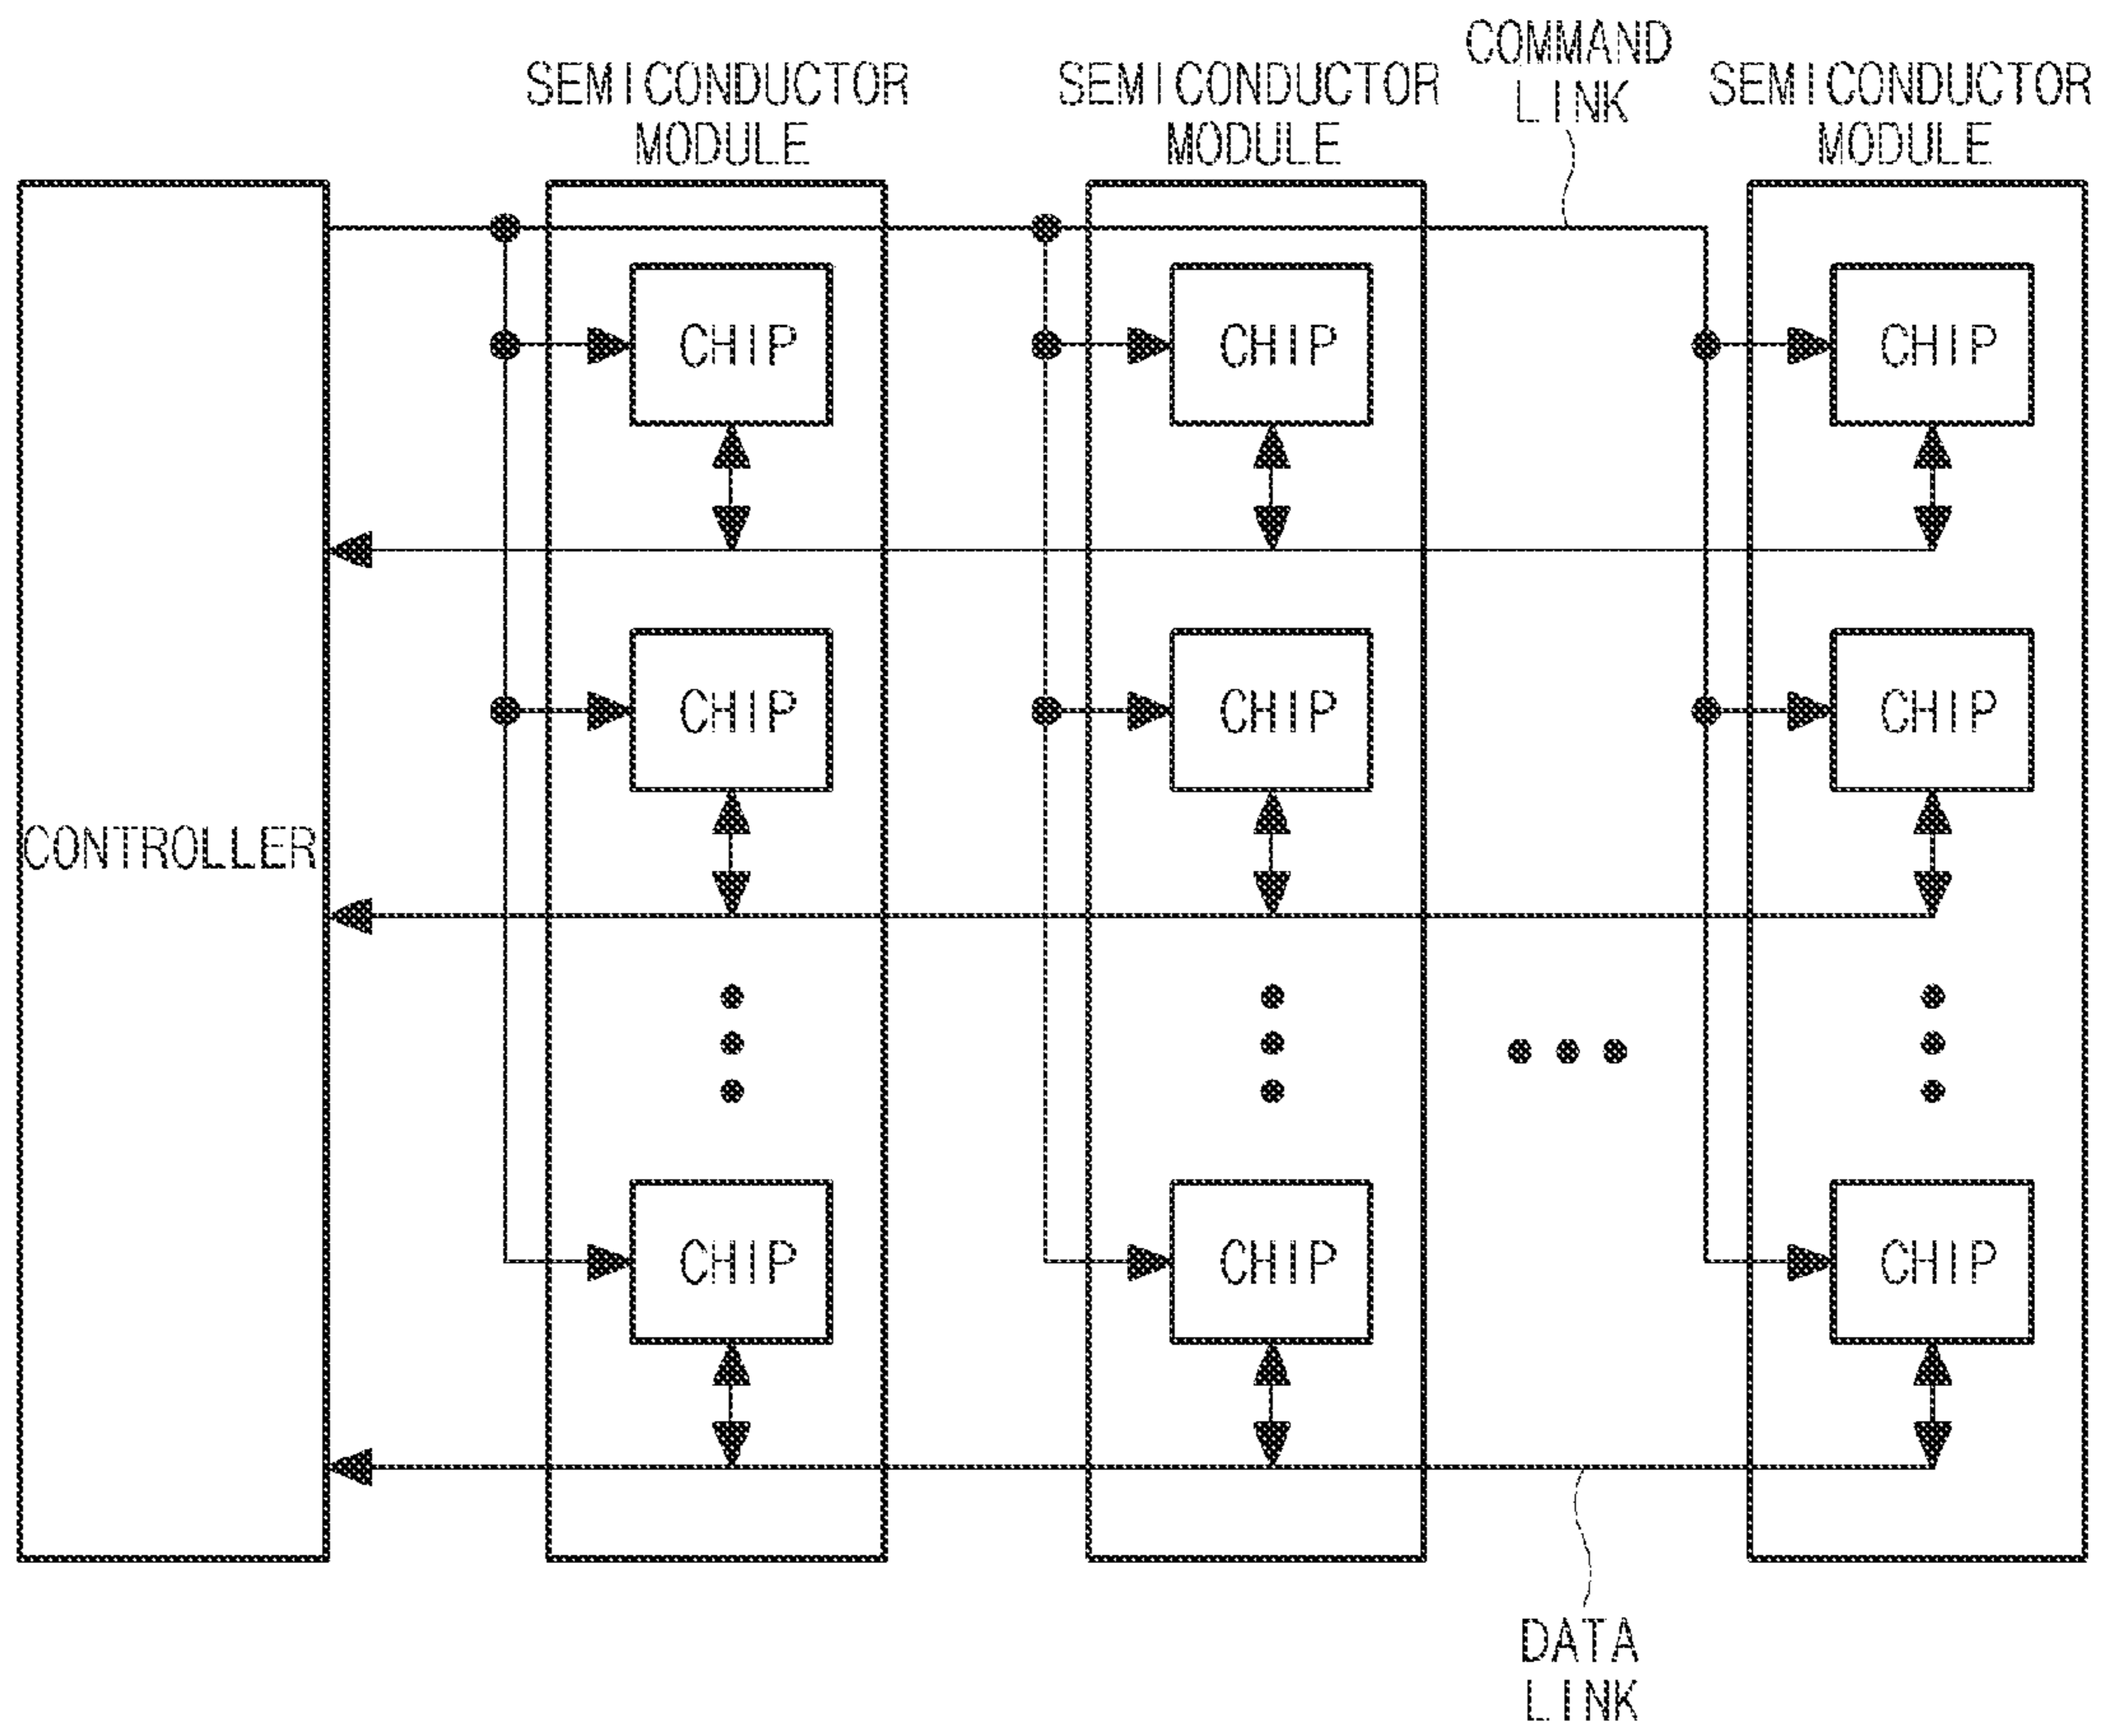 COMMAND
LINK
SEMICONDUCTOR
MODULE
SEMICONDUCTOR
MODULE
SEMICONDUCTOR
MODULE
CHIP
CHIP
CHIP
CHIP
CHIP
CHIP
CONTROLLER
CHIP
CHIP
CHIP
DATA
LINK